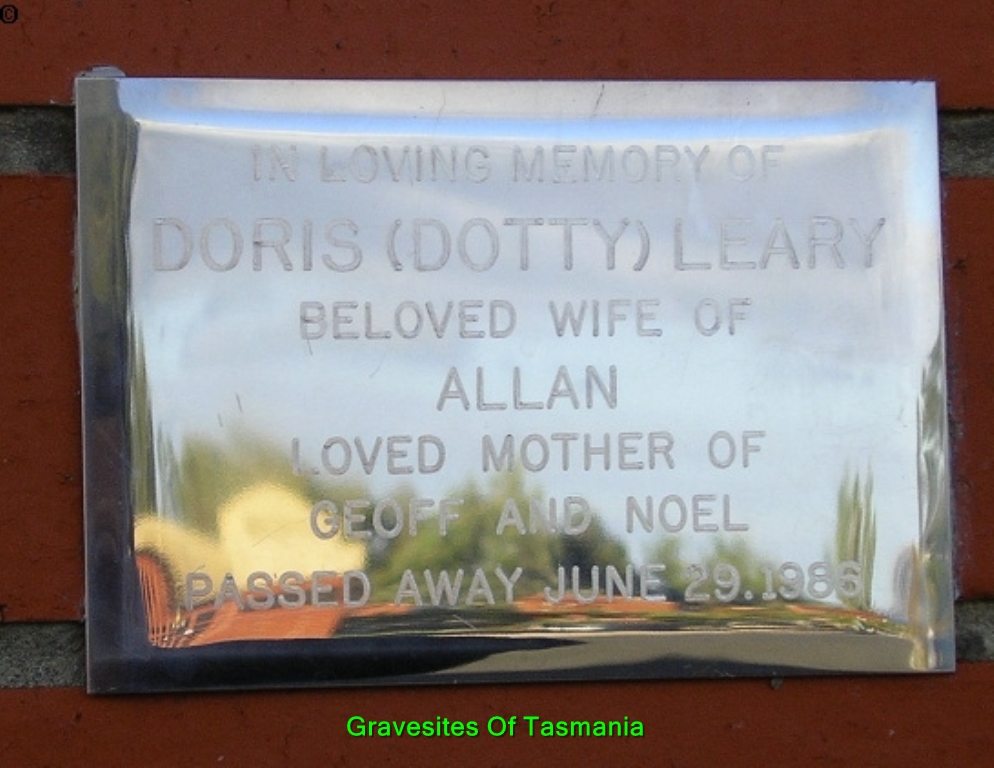 ©
IN LOVING MEMORY OF
DORIS (DOTTY) LEARY
BELOVED WIFE OF
ALLAN
LOVED MOTHER OF
GEOFF AND NOEL
PASSED AWAY JUNE 29.1986
Gravesites Of Tasmania